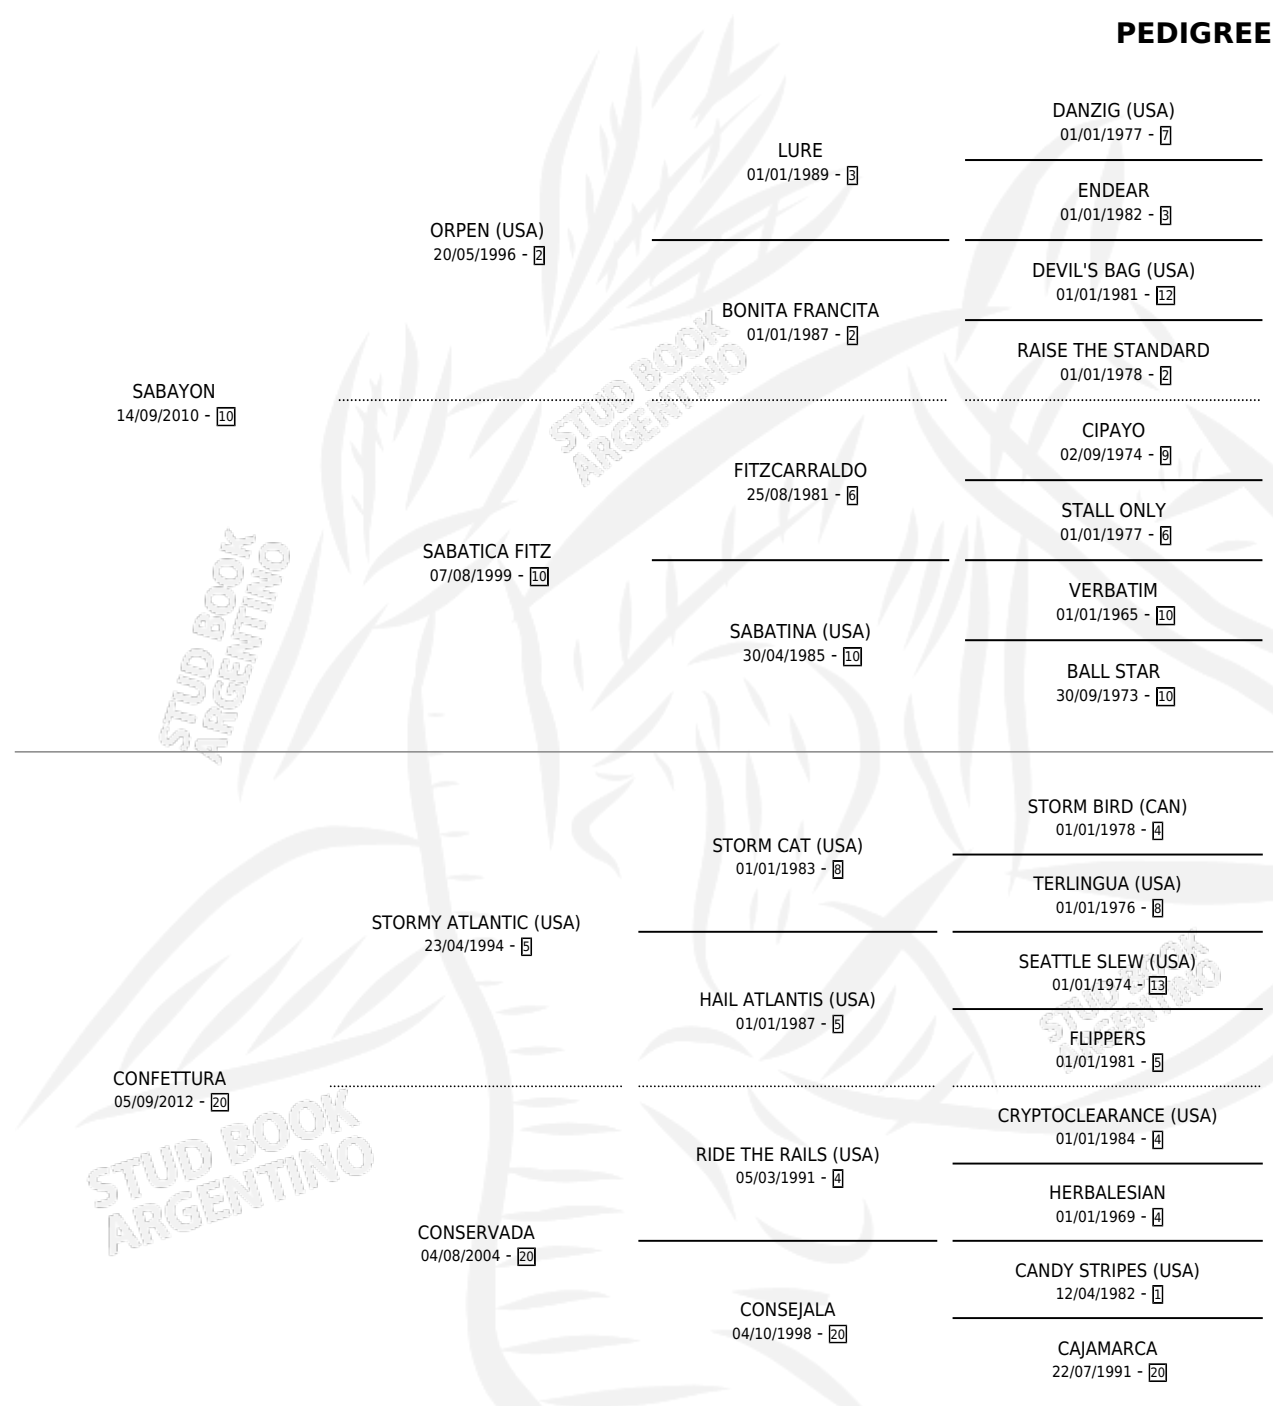 PEDIGREE
DANZIG (USA)
01/01/1977 - 7
LURE
01/01/1989 - 3
ENDEAR
01/01/1982 - 3
ORPEN (USA)
20/05/1996 - 2
DEVIL'S BAG (USA)
01/01/1981 - 12
BONITA FRANCITA
01/01/1987 - 2
RAISE THE STANDARD
01/01/1978 - 2
SABAYON
14/09/2010 - 10
CIPAYO
02/09/1974 - 9
FITZCARRALDO
25/08/1981 - 6
STALL ONLY
01/01/1977 - 6
SABATICA FITZ
07/08/1999 - 10
VERBATIM
01/01/1965 - 10
SABATINA (USA)
30/04/1985 - 10
BALL STAR
30/09/1973 - 10
STUD BOOK
ARGENTINO
STUD BOOK
ARGENTINO
STORM BIRD (CAN)
01/01/1978 - 4
STORM CAT (USA)
01/01/1983 - 8
TERLINGUA (USA)
01/01/1976 - 8
STORMY ATLANTIC (USA)
23/04/1994 - 5
SEATTLE SLEW (USA)
01/01/1974 - 13
HAIL ATLANTIS (USA)
01/01/1987 - 5
FLIPPERS
01/01/1981 - 5
CONFETTURA
05/09/2012 - 20
CRYPTOCLEARANCE (USA)
01/01/1984 - 4
RIDE THE RAILS (USA)
05/03/1991 - 4
HERBALESIAN
01/01/1969 - 4
CONSERVADA
04/08/2004 - 20
CANDY STRIPES (USA)
12/04/1982 - 1
CONSEJALA
04/10/1998 - 20
CAJAMARCA
22/07/1991 - 20
STUD BOOK
ARGENTINO
STUD BOOK
ARGENTINO